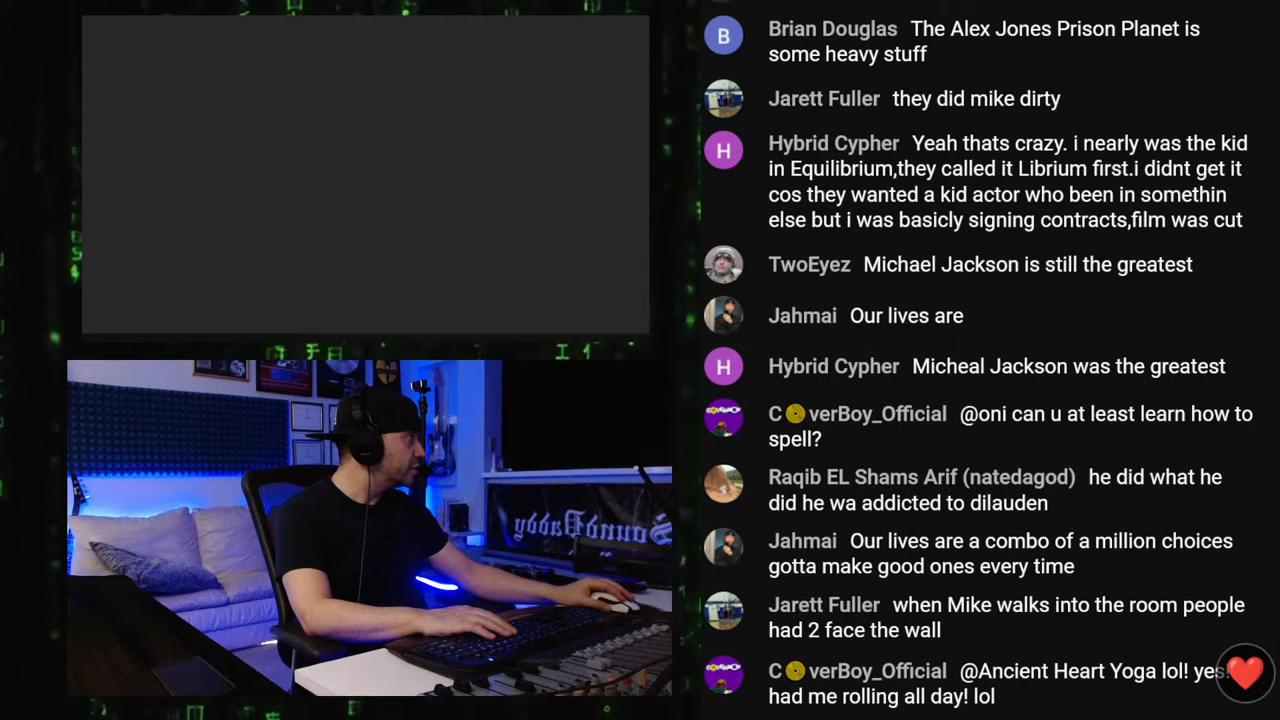 B
Brian Douglas The Alex Jones Prison Planet is
some heavy stuff
Jarett Fuller they did mike dirty
H
Hybrid Cypher Yeah thats crazy. i nearly was the kid
in Equilibrium,they called it Librium first.i didnt get it
cos they wanted a kid actor who been in somethin
else but i was basicly signing contracts,film was cut
TwoEyez Michael Jackson is still the greatest
Jahmai Our lives are
H
Hybrid Cypher Micheal Jackson was the greatest
C verBoy_Official @oni can u at least learn how to
spell?
Raqib EL Shams Arif (natedagod) he did what he
did he wa addicted to dilauden
Jahmai Our lives are a combo of a million choices
gotta make good ones every time
Jarett Fuller when Mike walks into the room people
had 2 face the wall
C verBoy_Official @Ancient Heart Yoga lol! yes!
had me rolling all day! lol
SoundDaddy